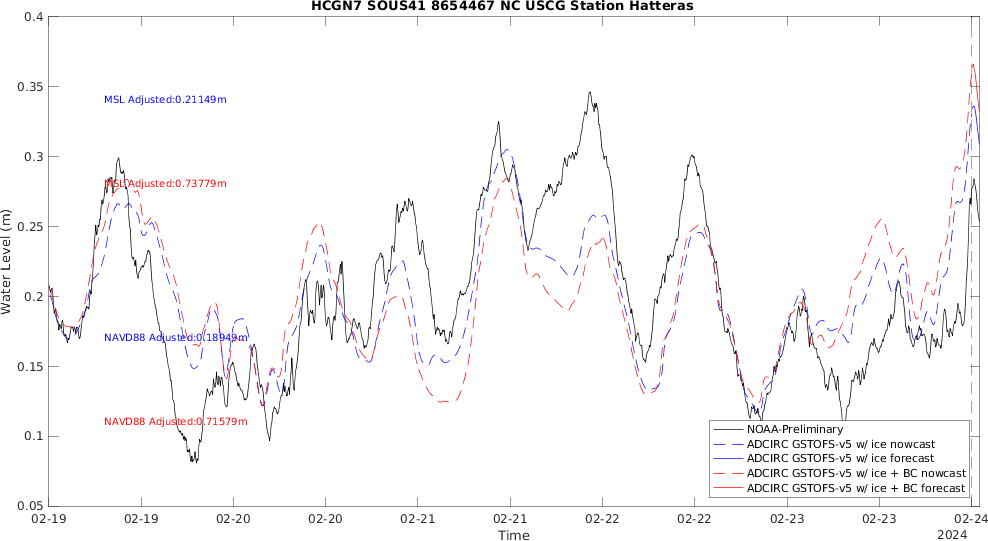 HCGN7 SOUS41 8654467 NC USCG Station Hatteras
0.4
0.35
0.3
0.25
0.2
0.15
0.1
0.05
Water Level (m)
MSL Adjusted:0.21149m
MSL Adjusted:0.73779m
NAVD88 Adjusted:0.18949m
NAVD88 Adjusted:0.71579m
NOAA-Preliminary
ADCIRC GSTOFS-v5 w/ ice nowcast
ADCIRC GSTOFS-v5 w/ ice forecast
ADCIRC GSTOFS-v5 w/ ice + BC nowcast
ADCIRC GSTOFS-v5 w/ ice + BC forecast
02-19 02-19 02-20 02-20 02-21 02-21 02-22 02-22 02-23 02-23 02-24
Time
2024